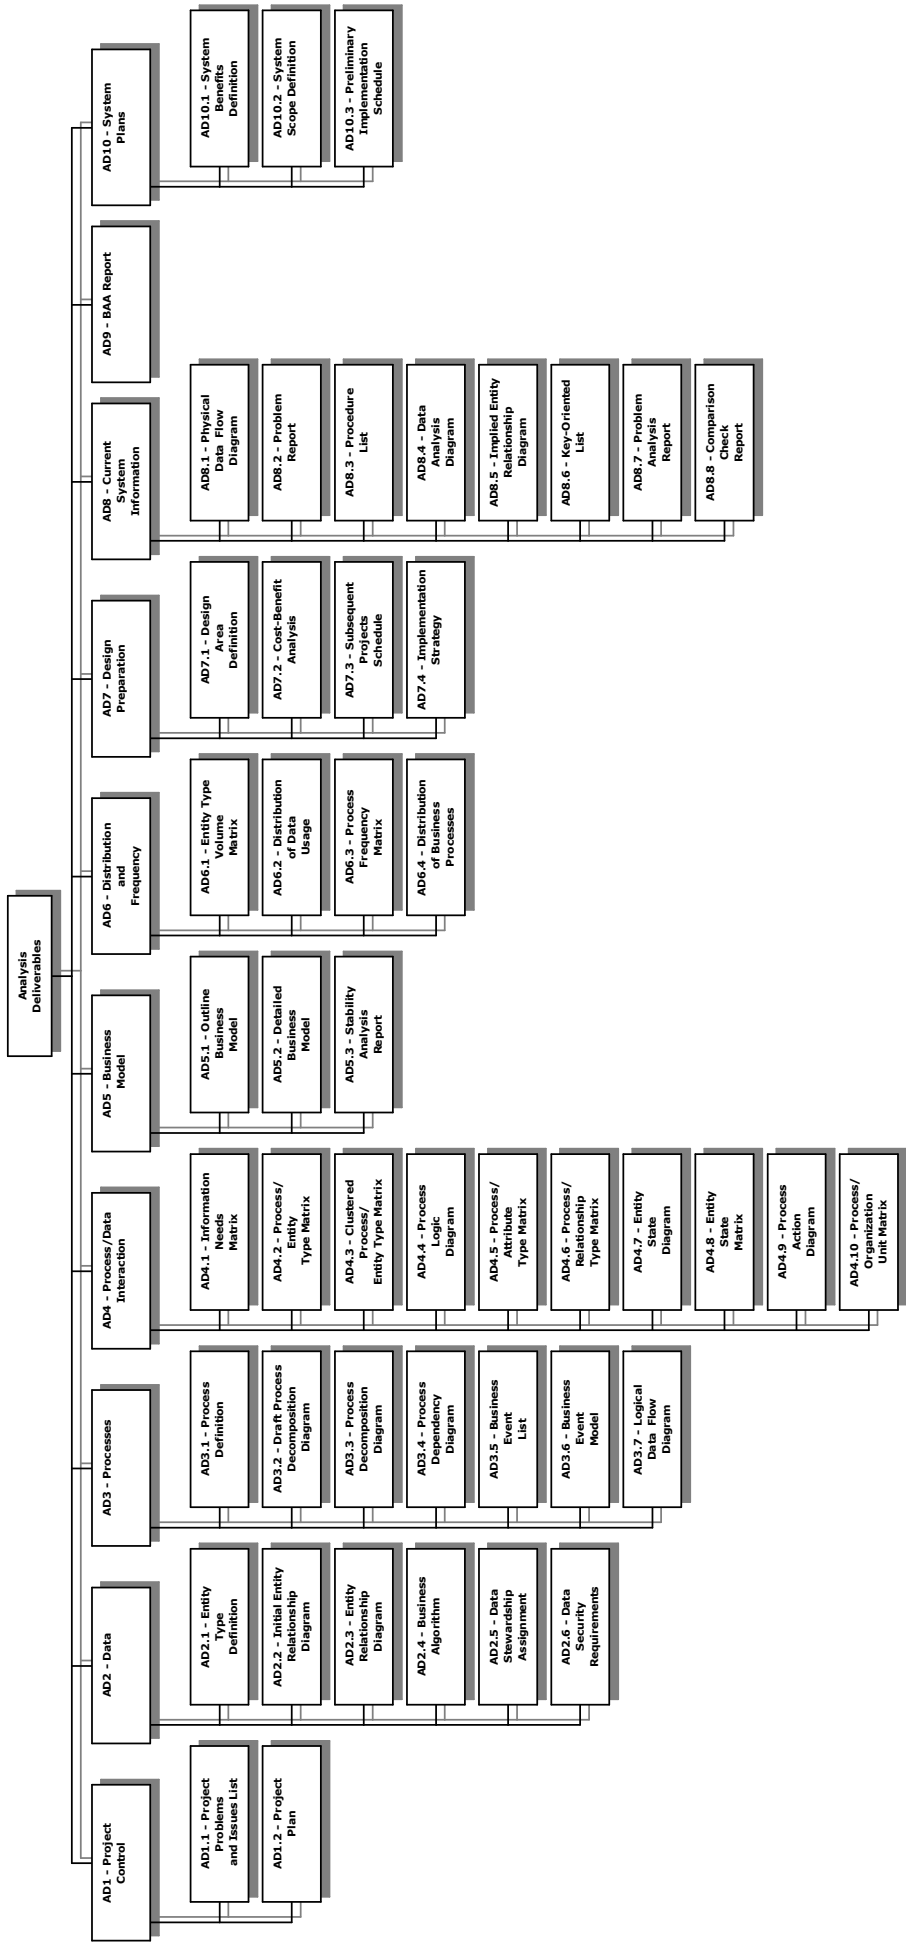 Analysis
Deliverables
AD1 - Project
Control
AD1.1 - Project
Problems
and Issues List
AD1.2 - Project
Plan
AD2 - Data
AD2.1 - Entity
Type
Definition
AD2.2 - Initial Entity
Relationship
Diagram
AD2.3 - Entity
Relationship
Diagram
AD2.4 - Business
Algorithm
AD2.5 - Data
Stewardship
Assignment
AD2.6 - Data
Security
Requirements
AD3 - Processes
AD3.1 - Process
Definition
AD3.2 - Draft Process
Decomposition
Diagram
AD3.3 - Process
Decomposition
Diagram
AD3.4 - Process
Dependency
Diagram
AD3.5 - Business
Event
List
AD3.6 - Business
Event
Model
AD3.7 - Logical
Data Flow
Diagram
AD4 - Process/Data
Interaction
AD4.1 - Information
Needs
Matrix
AD4.2 - Process/
Entity
Type Matrix
AD4.3 - Clustered
Process/
Entity Type Matrix
AD4.4 - Process
Logic
Diagram
AD4.5 - Process/
Attribute
Type Matrix
AD4.6 - Process/
Relationship
Type Matrix
AD4.7 - Entity
State
Diagram
AD4.8 - Entity
State
Matrix
AD4.9 - Process
Action
Diagram
AD4.10 - Process/
Organization
Unit Matrix
AD5 - Business
Model
AD5.1 - Outline
Business
Model
AD5.2 - Detailed
Business
Model
AD5.3 - Stability
Analysis
Report
AD6 - Distribution
and
Frequency
AD6.1 - Entity Type
Volume
Matrix
AD6.2 - Distribution
of Data
Usage
AD6.3 - Process
Frequency
Matrix
AD6.4 - Distribution
of Business
Processes
AD7 - Design
Preparation
AD7.1 - Design
Area
Definition
AD7.2 - Cost-Benefit
Analysis
AD7.3 - Subsequent
Projects
Schedule
AD7.4 - Implementation
Strategy
AD8 - Current
System
Information
AD8.1 - Physical
Data Flow
Diagram
AD8.2 - Problem
Report
AD8.3 - Procedure
List
AD8.4 - Data
Analysis
Diagram
AD8.5 - Implied Entity
Relationship
Diagram
AD8.6 - Key-Oriented
List
AD8.7 - Problem
Analysis
Report
AD8.8 - Comparison
Check
Report
AD9 - BAA Report
AD10 - System
Plans
AD10.1 - System
Benefits
Definition
AD10.2 - System
Scope Definition
AD10.3 - Preliminary
Implementation
Schedule